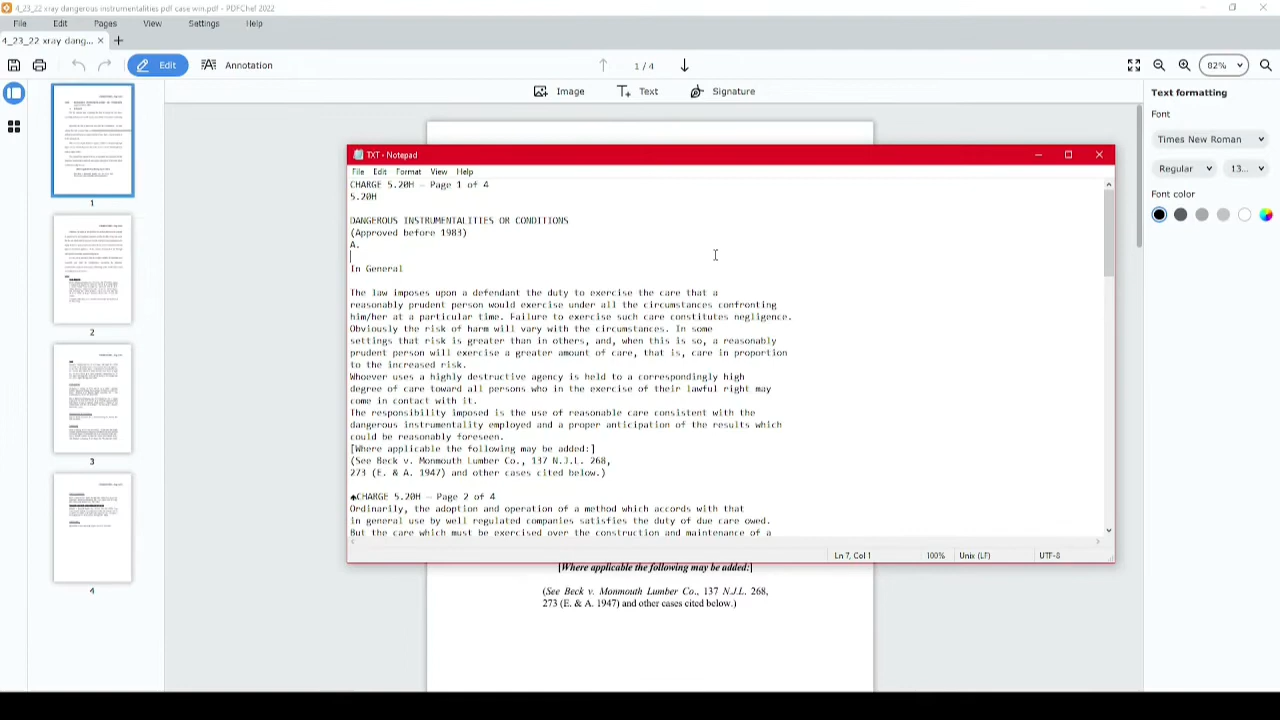 4_23_22 xray dangerous instrumentalities pdf case win.pdf - PDFChef 2022
File Edit Pages View Settings Help
4_23_22 xray dang...
Edit Annotation 1 / 4 82%
Image Text Signature
Text formatting
Font
Times New Roman
Regular 13...
Font color
1
2
3
4
TXT - Notepad
File Edit Format View Help
CHARGE 5.20H — Page 1 of 4
5.20H
DANGEROUS INSTRUMENTALITIES OR CONDITIONS
(Approved before 1983)
In General
The law imposes upon a defendant the duty to exercise the care that a
reasonably prudent person would exercise under all the circumstances confronting
him/her at a particular time. Failure to exercise such care constitutes negligence.
Obviously the risk of harm will vary with the circumstances. In some
settings that risk is greater than in others, and, when this is so, a reasonably
prudent person will exercise a greater amount of care, that is, care in proportion
to the increased risk.
Whoever uses a highly destructive agency is held to a correspondingly high
degree of care toward all persons who in the exercise of their lawful right may
come in contact with it.
The responsibility imposed is one of reasonable care consistent with the
dangerous instrumentality employed and a proper anticipation of the results which
could be reasonably foreseen.
[Where applicable the following may be added:]
(See Beck v. Monmouth Lumber Co., 137 N.J.L. 268,
273 (E. & A. 1947) and other cases cited below.)
CHARGE 5.20H — Page 2 of 4
Ordinarily, the adoption and operation of a method which accords with that
in general use by well regulated companies satisfies the duty of due care owed.
But the care which must be exercised over the construction and maintenance of a
Ln 7, Col 1 100% Unix (LF) UTF-8
[Where applicable the following may be added:]
(See Beck v. Monmouth Lumber Co., 137 N.J.L. 268,
273 (E. & A. 1947) and other cases cited below.)